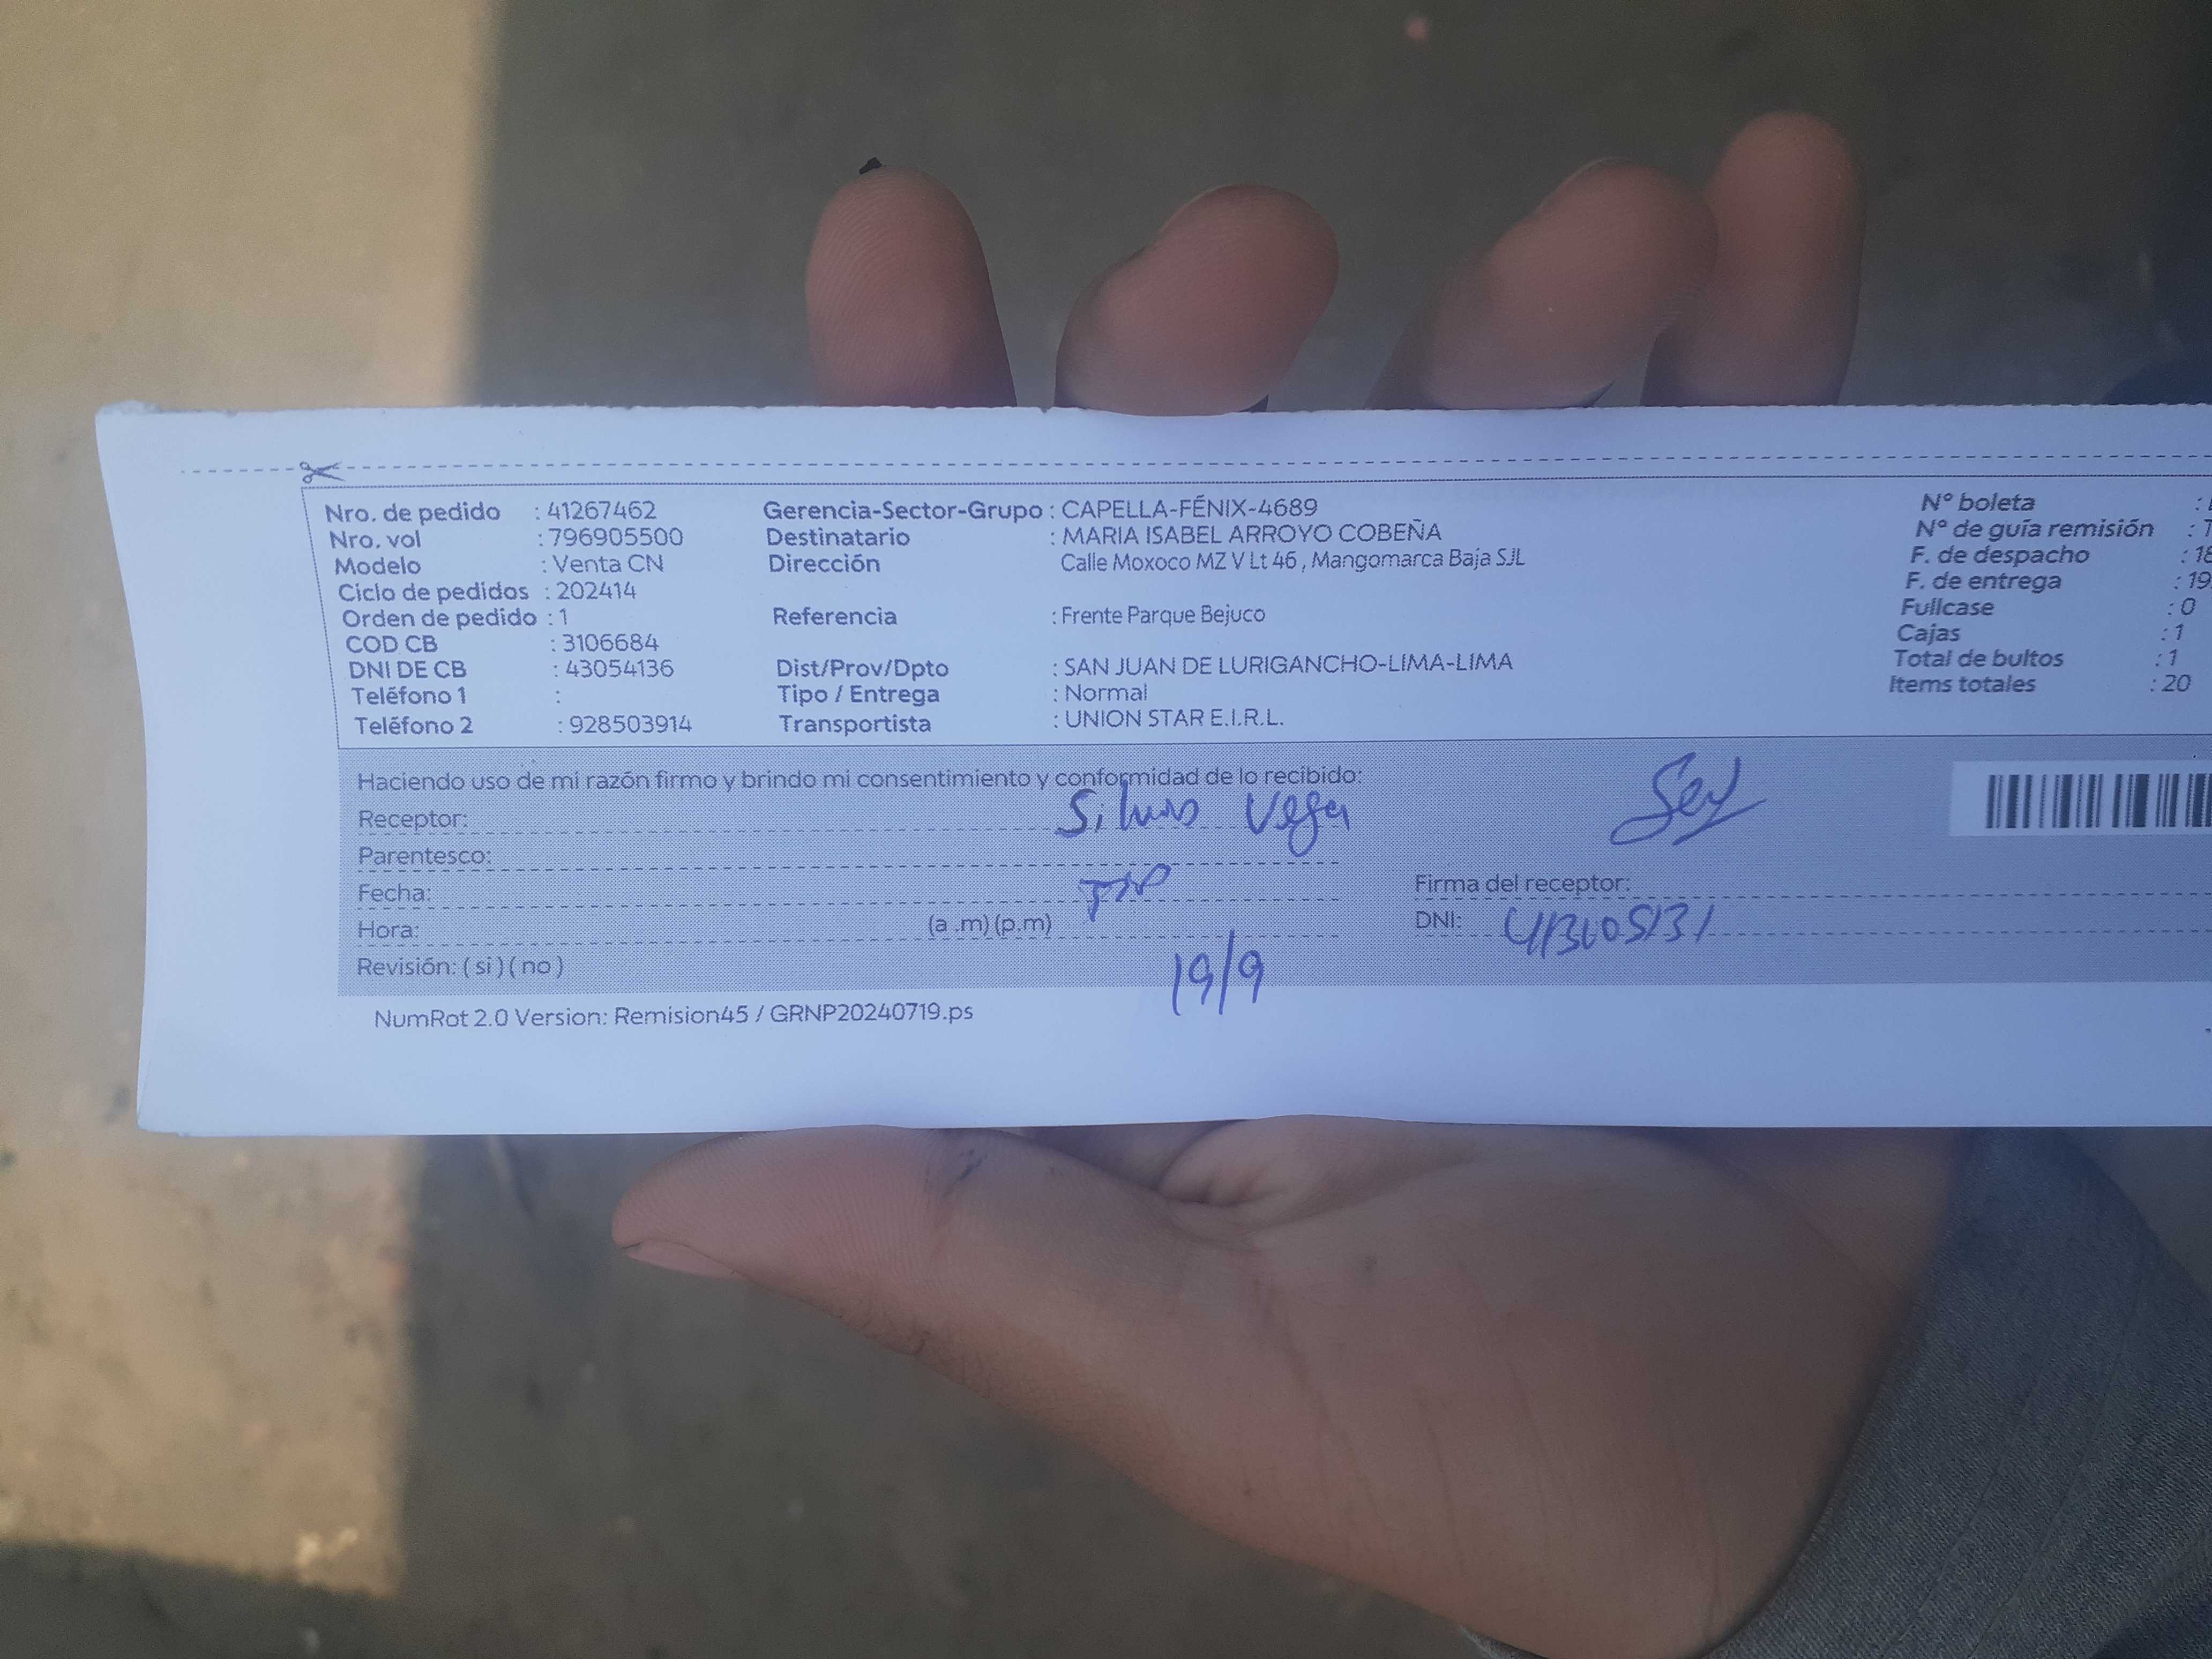 Nro. de pedido : 41267462 Gerencia-Sector-Grupo : CAPELLA-FÉNIX-4689 N° boleta :
Nro. vol : 796905500 Destinatario : MARIA ISABEL ARROYO COBEÑA N° de guía remisión : T
Modelo : Venta CN Dirección Calle Moxoco MZ V Lt 46 , Mangomarca Baja SJL F. de despacho : 18
Ciclo de pedidos : 202414 F. de entrega : 19
Orden de pedido : 1 Referencia : Frente Parque Bejuco Fullcase : 0
COD CB : 3106684 Cajas : 1
DNI DE CB : 43054136 Dist/Prov/Dpto : SAN JUAN DE LURIGANCHO-LIMA-LIMA Total de bultos : 1
Teléfono 1 : Tipo / Entrega : Normal Items totales : 20
Teléfono 2 : 928503914 Transportista : UNION STAR E.I.R.L.
Haciendo uso de mi razón firmo y brindo mi consentimiento y conformidad de lo recibido:
Receptor: Vega
Parentesco:
Fecha: Firma del receptor:
Hora: (a .m) (p.m) DNI:
19/9
Revisión: ( si ) ( no )
NumRot 2.0 Version: Remision45 / GRNP20240719.ps